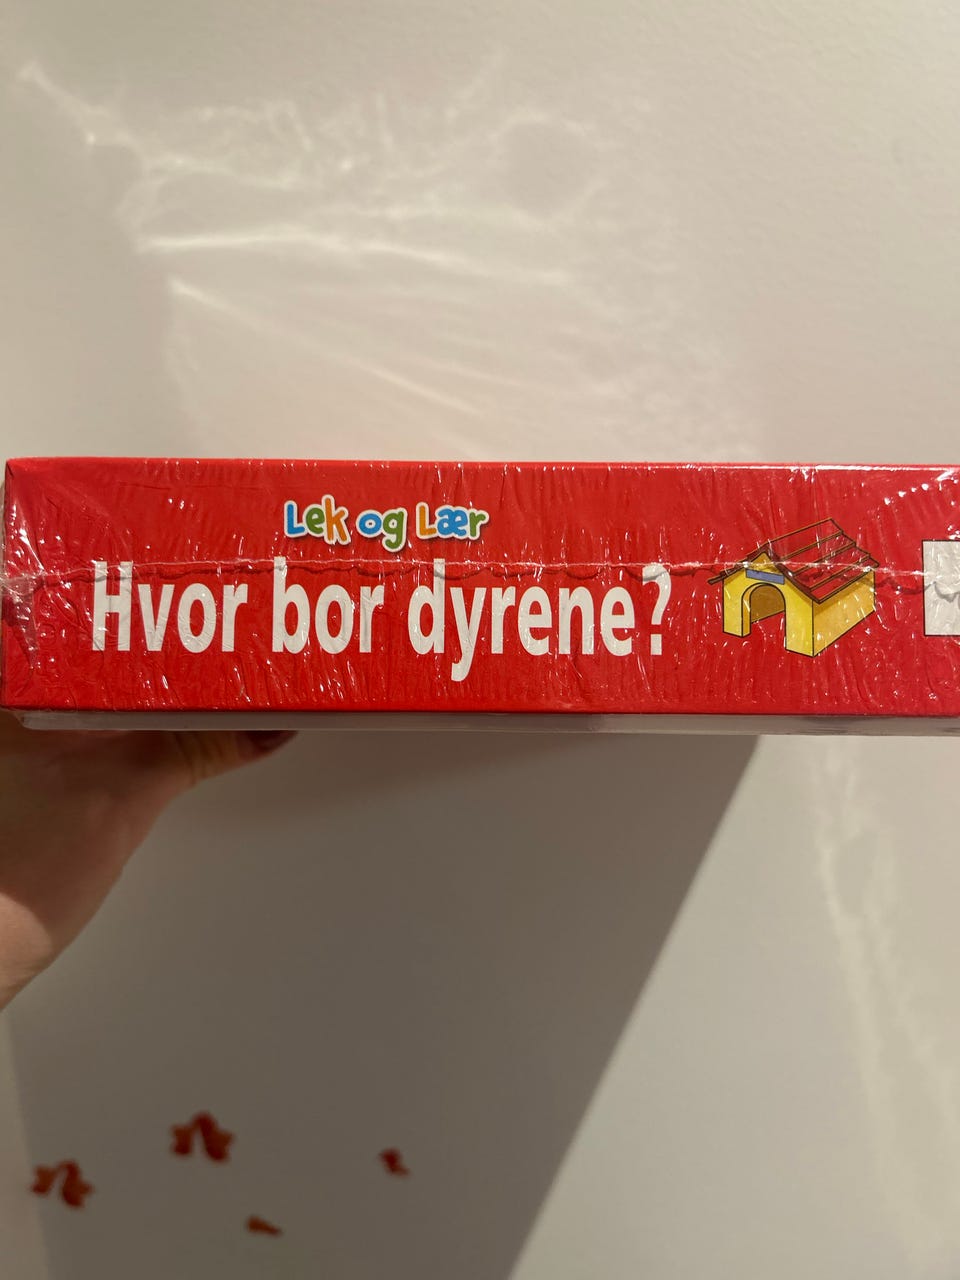 Lek og Lær
Hvor bor dyrene?